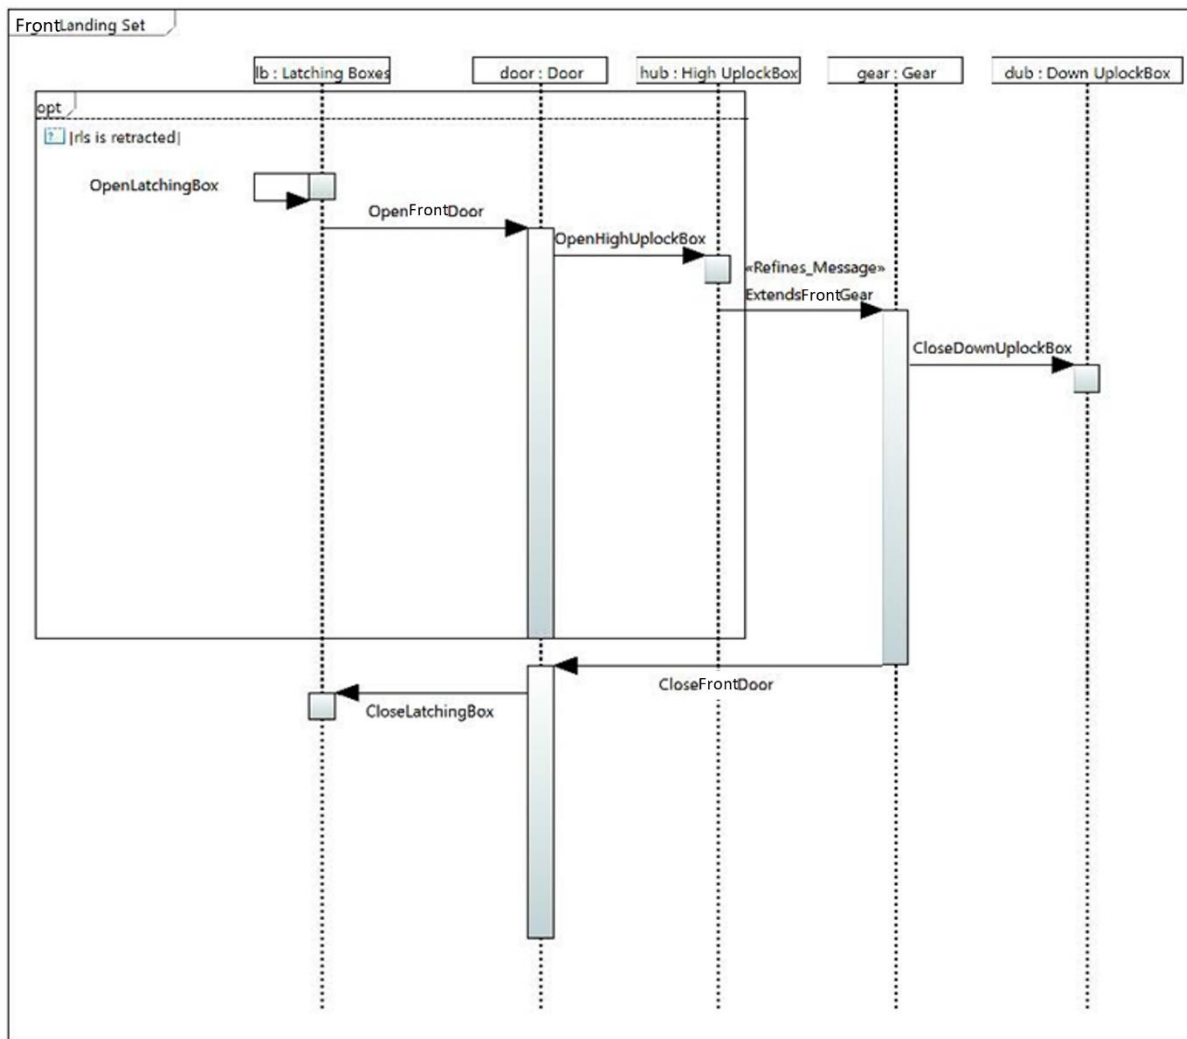 FrontLanding Set
lb : Latching Boxes
door : Door
hub : High UplockBox
gear : Gear
dub : Down UplockBox
opt
? |rls is retracted|
OpenLatchingBox
OpenFrontDoor
OpenHighUplockBox
«Refines_Message»
ExtendsFrontGear
CloseDownUplockBox
CloseFrontDoor
CloseLatchingBox